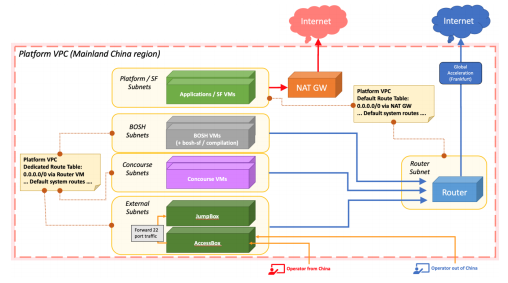 Internet
Internet
Platform VPC (Mainland China region)
Global
Acceleration
(Frankfurt)
Platform / SF
Subnets
Applications / SF VMs
NAT GW
Platform VPC
Default Route Table:
0.0.0.0/0 via NAT GW
... Default system routes ....
BOSH
Subnets
BOSH VMs
(+ bosh-sf / compilation)
Platform VPC
Dedicated Route Table:
0.0.0.0/0 via Router VM
... Default system routes ....
Concourse
Subnets
Concourse VMs
Router
Subnet
Router
External
Subnets
JumpBox
Forward 22
port traffic
AccessBox
Operator from China
Operator out of China